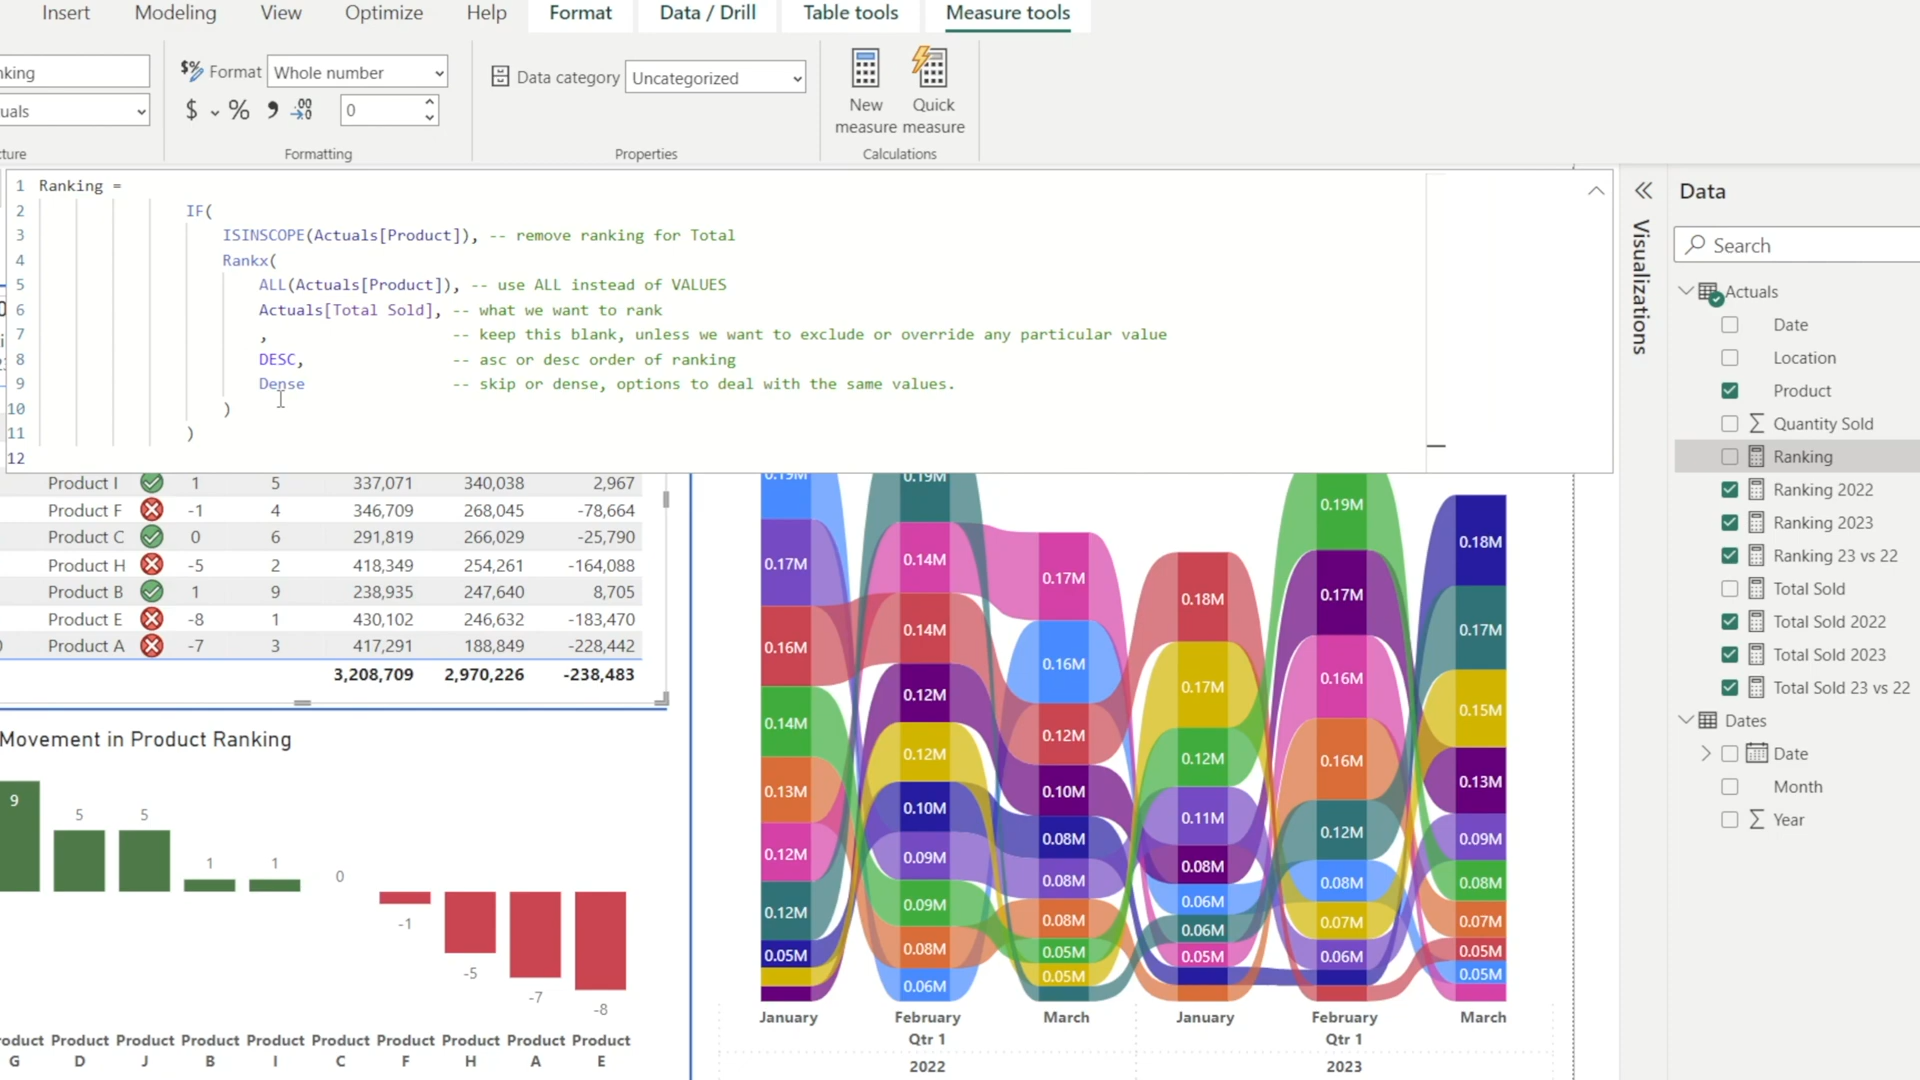 Insert Modeling View Optimize Help Format Data / Drill Table tools Measure tools
nking
$% Format Whole number
Data category Uncategorized
New measure
Quick measure
uals
$ % , .00 0
ture
Formatting
Properties
Calculations
1 Ranking =
2 IF(
3 ISINSCOPE(Actuals[Product]), -- remove ranking for Total
4 Rankx(
5 ALL(Actuals[Product]), -- use ALL instead of VALUES
6 Actuals[Total Sold], -- what we want to rank
7 , -- keep this blank, unless we want to exclude or override any particular value
8 DESC, -- asc or desc order of ranking
9 Dense -- skip or dense, options to deal with the same values.
10 )
11 )
12
Product I 1 5 337,071 340,038 2,967
Product F -1 4 346,709 268,045 -78,664
Product C 0 6 291,819 266,029 -25,790
Product H -5 2 418,349 254,261 -164,088
Product B 1 9 238,935 247,640 8,705
Product E -8 1 430,102 246,632 -183,470
Product A -7 3 417,291 188,849 -228,442
3,208,709 2,970,226 -238,483
Movement in Product Ranking
9
5
5
1
1
0
-1
-5
-7
-8
oduct Product Product Product Product Product Product Product Product Product
G D J B I C F H A E
0.19M
0.17M
0.16M
0.14M
0.13M
0.12M
0.12M
0.05M
0.19M
0.14M
0.14M
0.12M
0.12M
0.10M
0.09M
0.09M
0.08M
0.06M
0.17M
0.16M
0.12M
0.10M
0.08M
0.08M
0.08M
0.05M
0.05M
0.18M
0.17M
0.12M
0.11M
0.08M
0.06M
0.06M
0.05M
0.19M
0.17M
0.16M
0.16M
0.12M
0.08M
0.07M
0.06M
0.18M
0.17M
0.15M
0.13M
0.09M
0.08M
0.07M
0.05M
0.05M
January February March January February March
Qtr 1 Qtr 1
2022 2023
Visualizations
Data
Search
Actuals
Date
Location
Product
Quantity Sold
Ranking
Ranking 2022
Ranking 2023
Ranking 23 vs 22
Total Sold
Total Sold 2022
Total Sold 2023
Total Sold 23 vs 22
Dates
Date
Month
Year